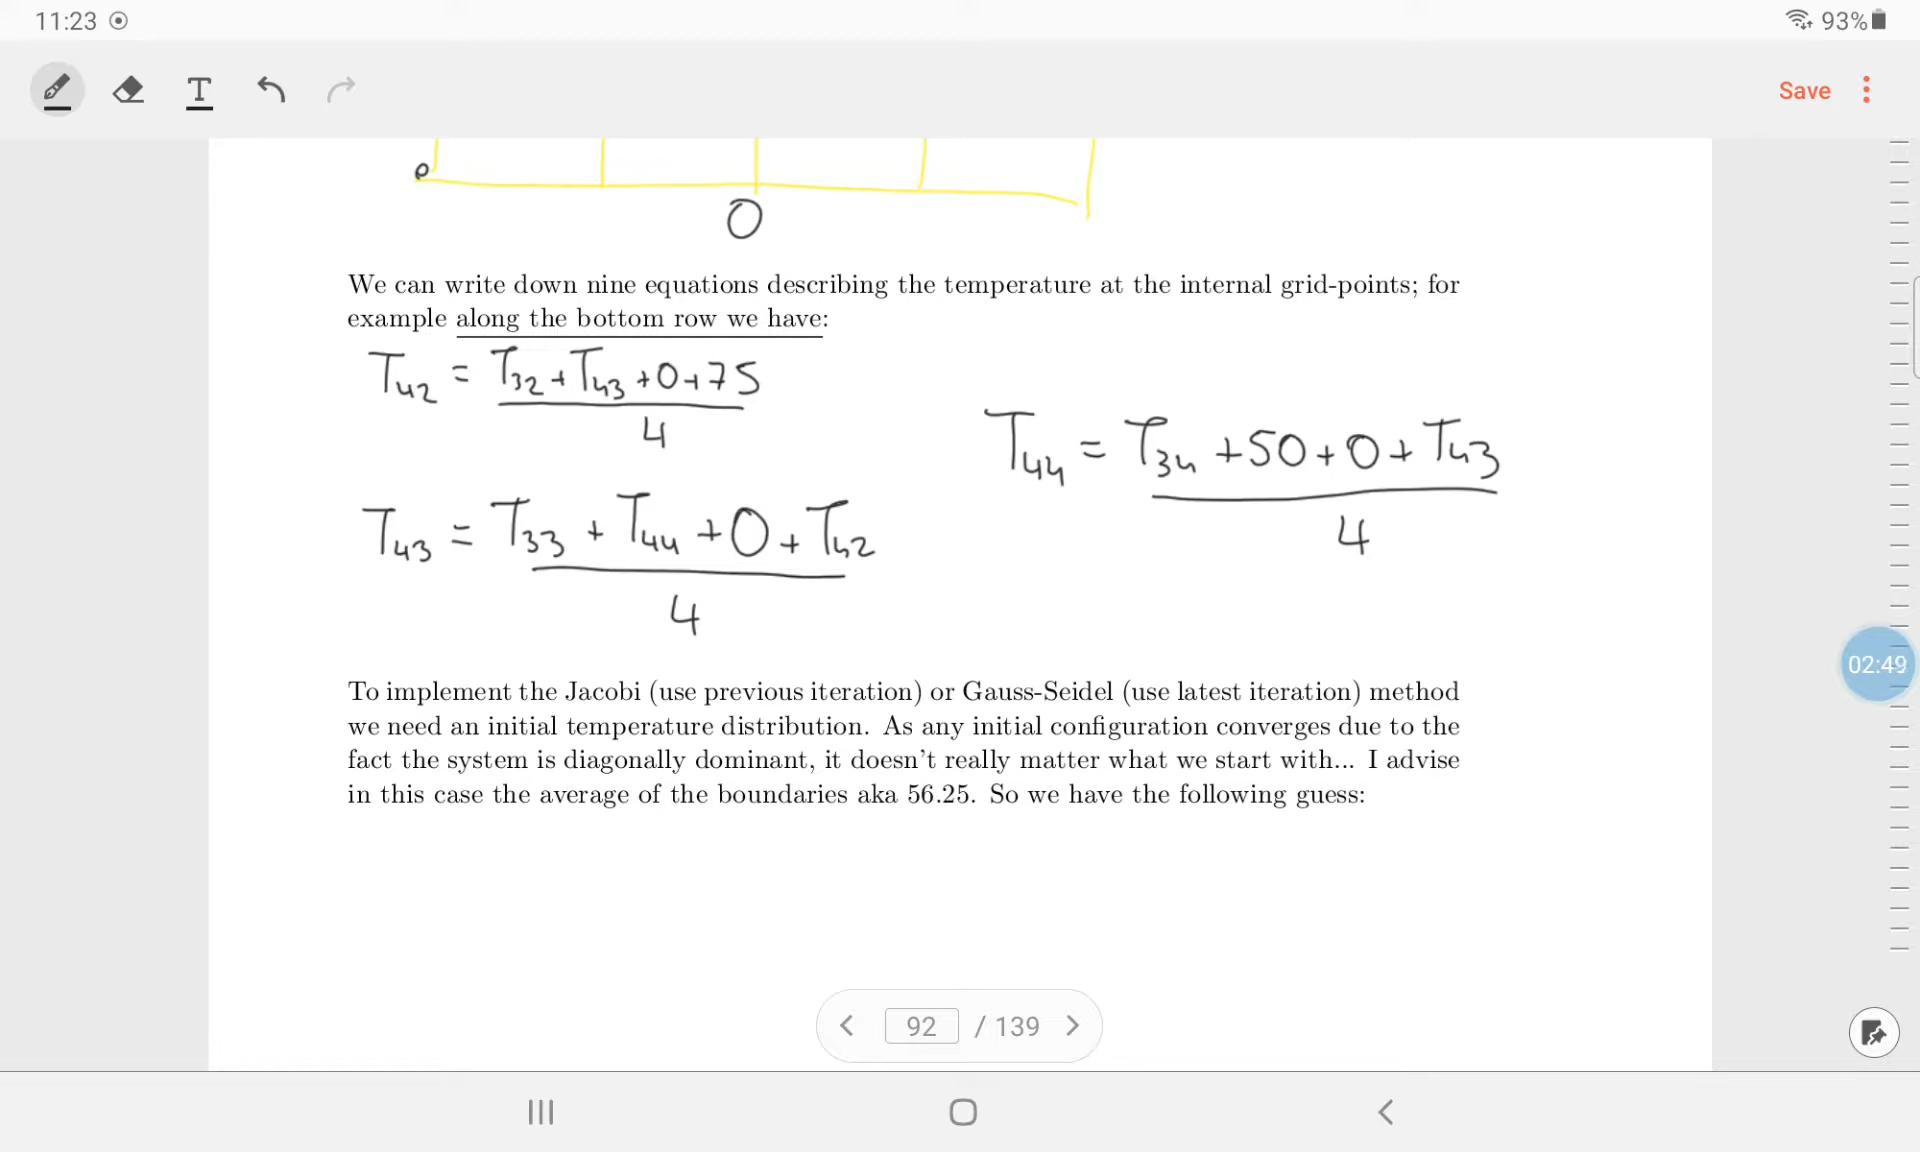 11:23
93%
T
Save
0
We can write down nine equations describing the temperature at the internal grid-points; for
example along the bottom row we have:
T42 = T32 + T43 + 0 + 75
4
T44 = T34 + 50 + 0 + T43
4
T43 = T33 + T44 + 0 + T42
4
02:49
To implement the Jacobi (use previous iteration) or Gauss-Seidel (use latest iteration) method
we need an initial temperature distribution. As any initial configuration converges due to the
fact the system is diagonally dominant, it doesn't really matter what we start with... I advise
in this case the average of the boundaries aka 56.25. So we have the following guess:
92 / 139